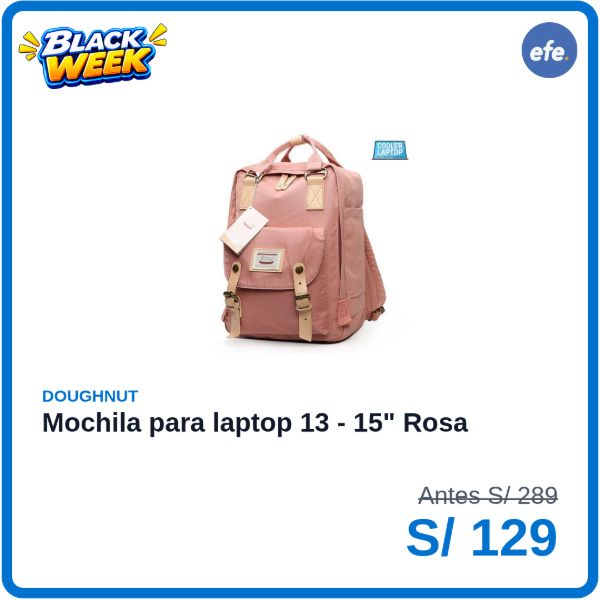 BLACK
WEEK
efe.
COOLER
LAPTOP
DOUGHNUT
Mochila para laptop 13 - 15" Rosa
Antes S/ 289
S/ 129